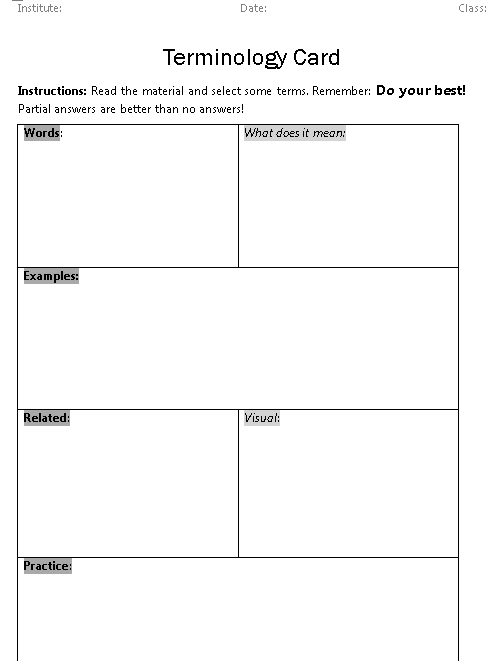 Institute: Date: Class:
Terminology Card
Instructions: Read the material and select some terms. Remember: Do your best!
Partial answers are better than no answers!
Words: What does it mean:
Examples:
Related: Visual:
Practice: